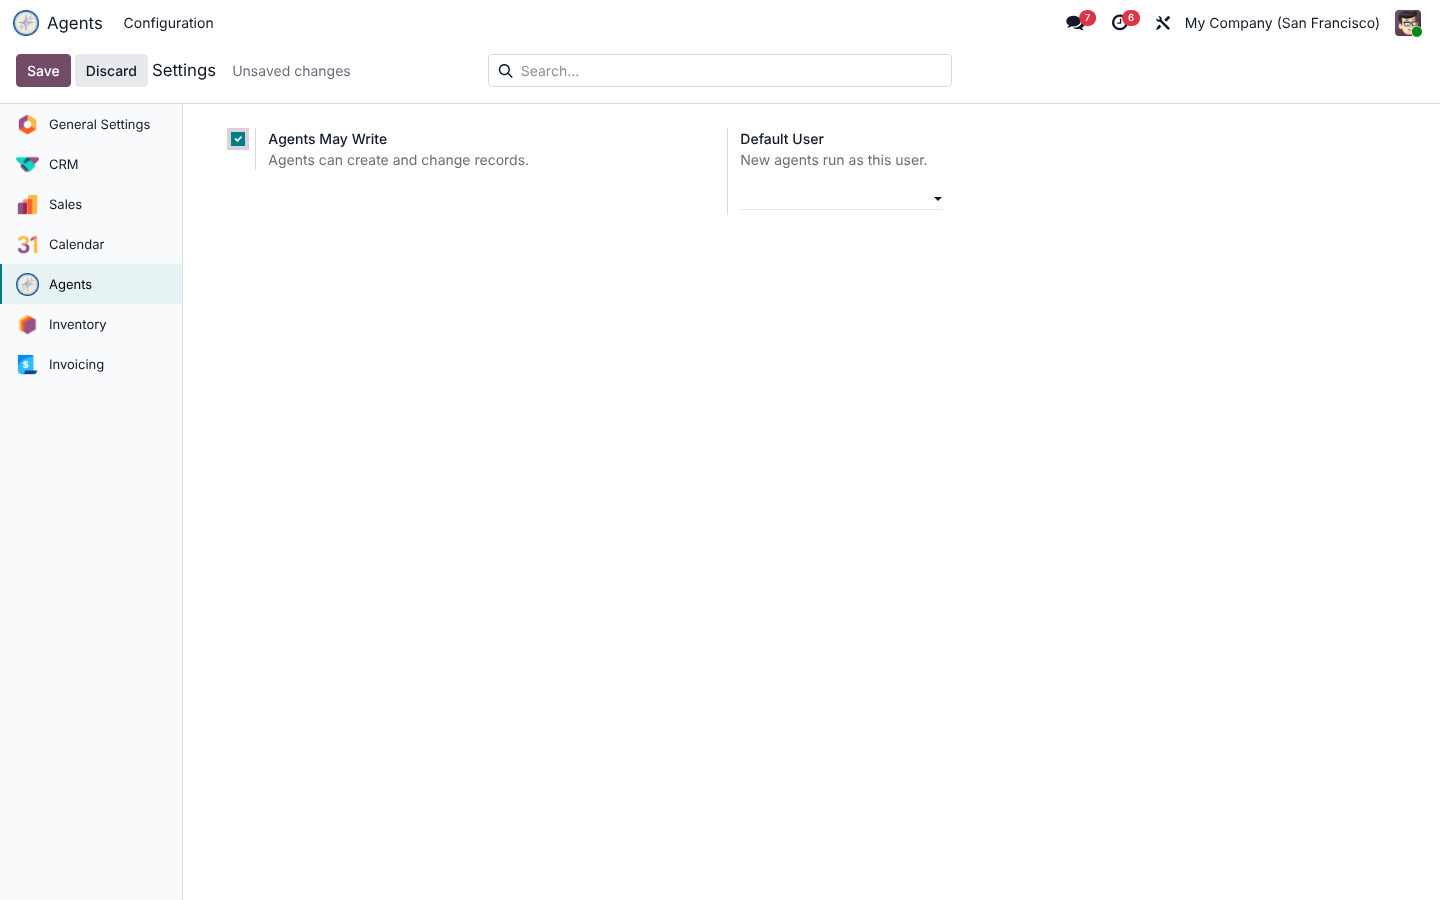 Agents
Configuration
7
6
My Company (San Francisco)
Save
Discard
Settings
Unsaved changes
Search...
General Settings
CRM
Sales
31
Calendar
Agents
Inventory
$
Invoicing
Agents May Write
Agents can create and change records.
Default User
New agents run as this user.